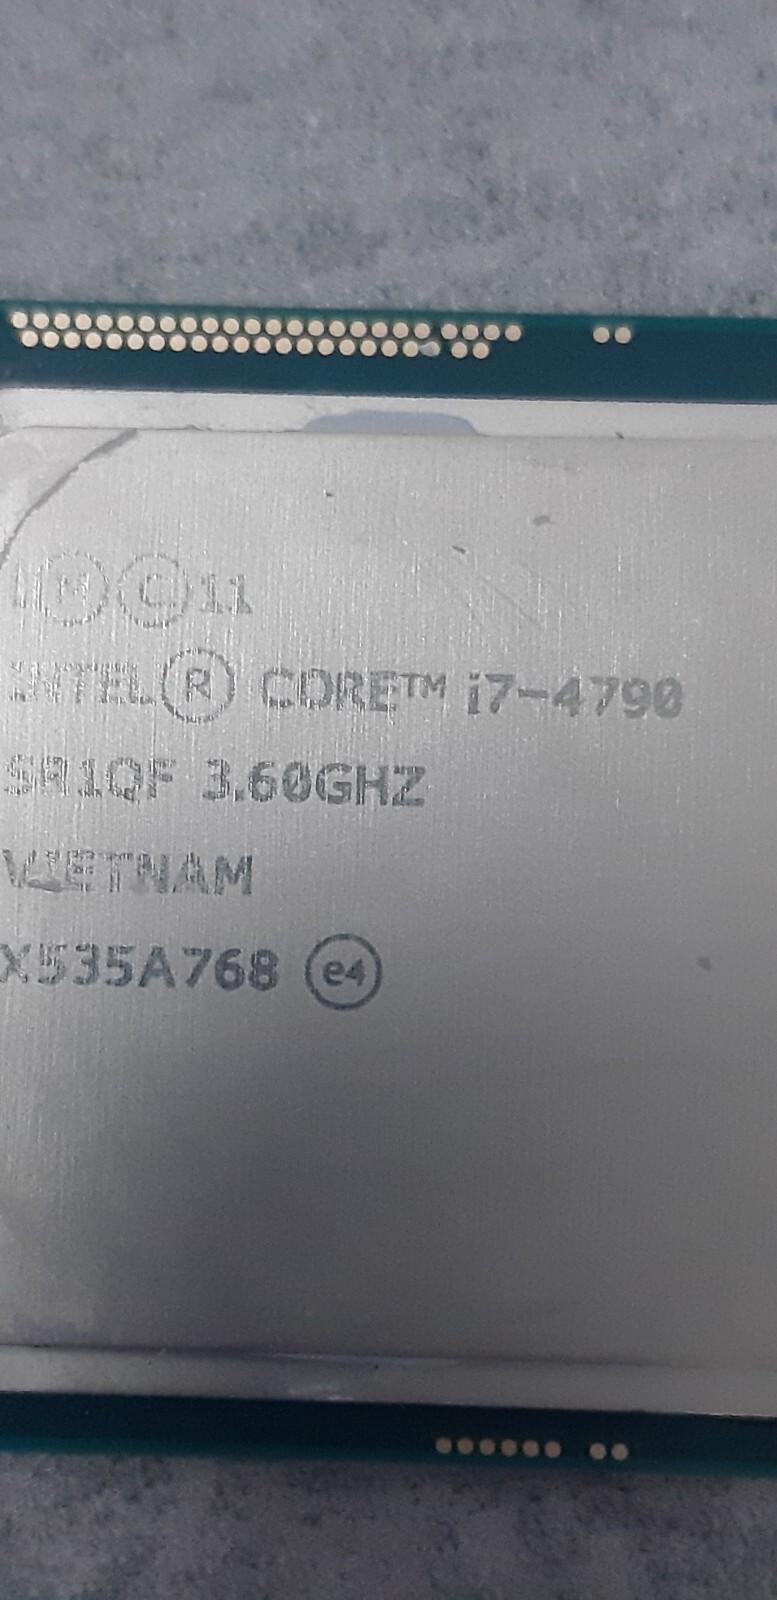 Ⓜ © 11
INTEL® CORE™ i7-4790
SR1QF 3.60GHZ
VIETNAM
X535A768 e4